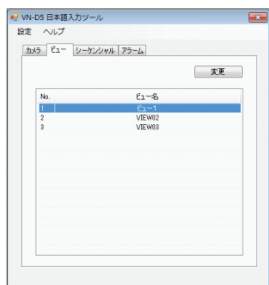 VN-D5 日本語入力ツール
設定 ヘルプ
カメラ ビュー シーケンシャル アラーム
変更
No. ビュー名
1 ビュー1
2 VIEW02
3 VIEW03